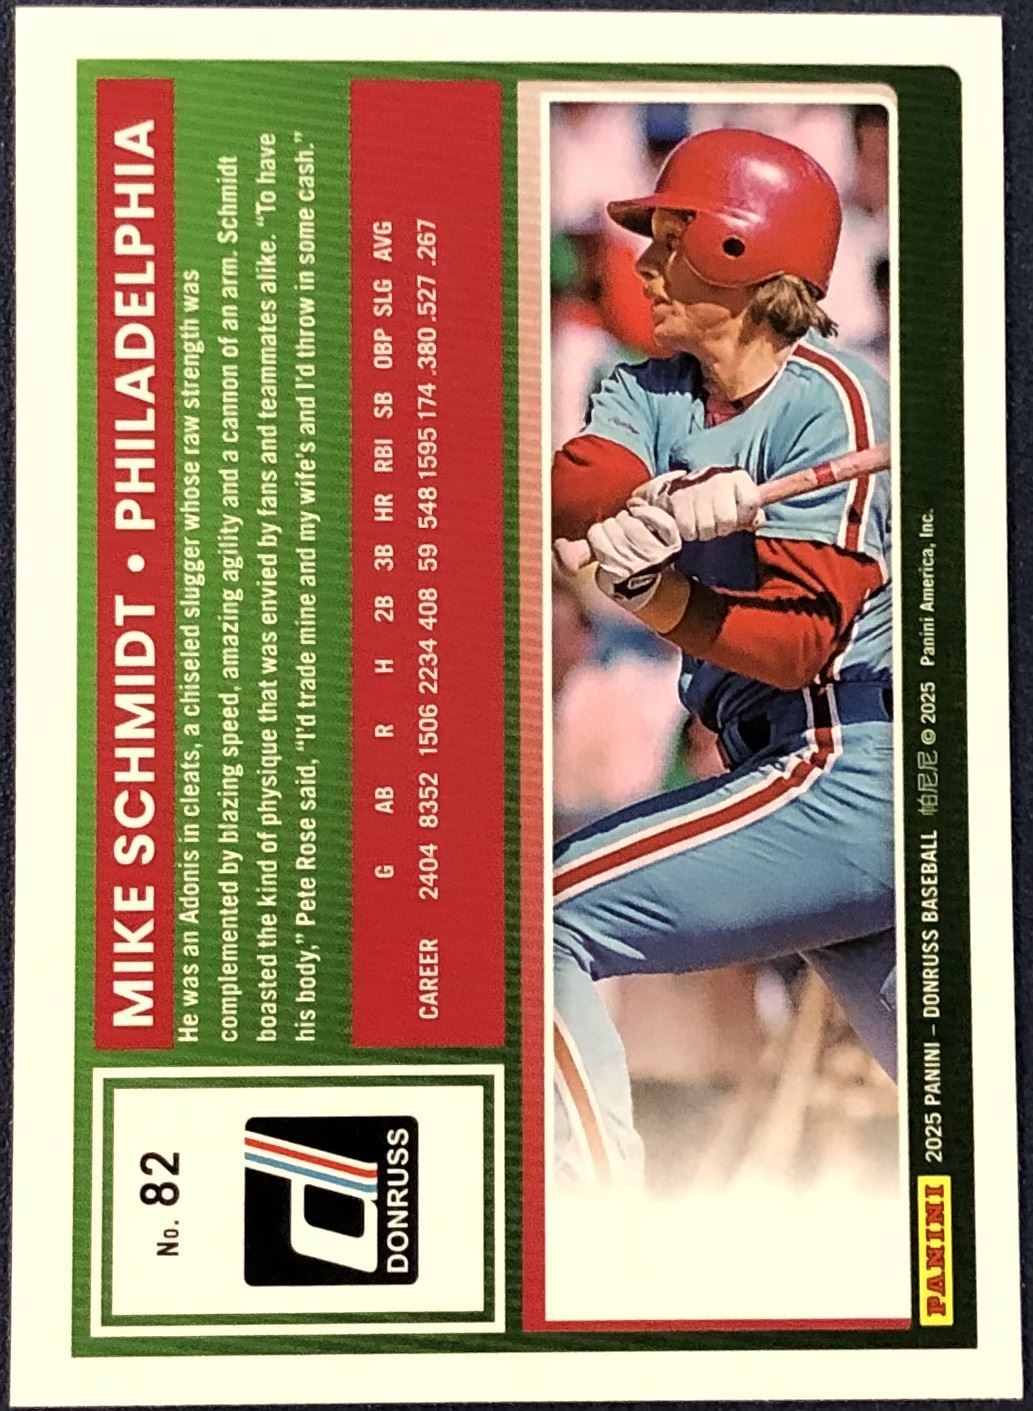 No. 82
DONRUSS
MIKE SCHMIDT • PHILADELPHIA
He was an Adonis in cleats, a chiseled slugger whose raw strength was
complemented by blazing speed, amazing agility and a cannon of an arm. Schmidt
boasted the kind of physique that was envied by fans and teammates alike. “To have
his body,” Pete Rose said, “I’d trade mine and my wife’s and I’d throw in some cash.”
G AB R H 2B 3B HR RBI SB OBP SLG AVG
CAREER 2404 8352 1506 2234 408 59 548 1595 174 .380 .527 .267
PANINI 2025 PANINI – DONRUSS BASEBALL 帕尼尼 © 2025 Panini America, Inc.